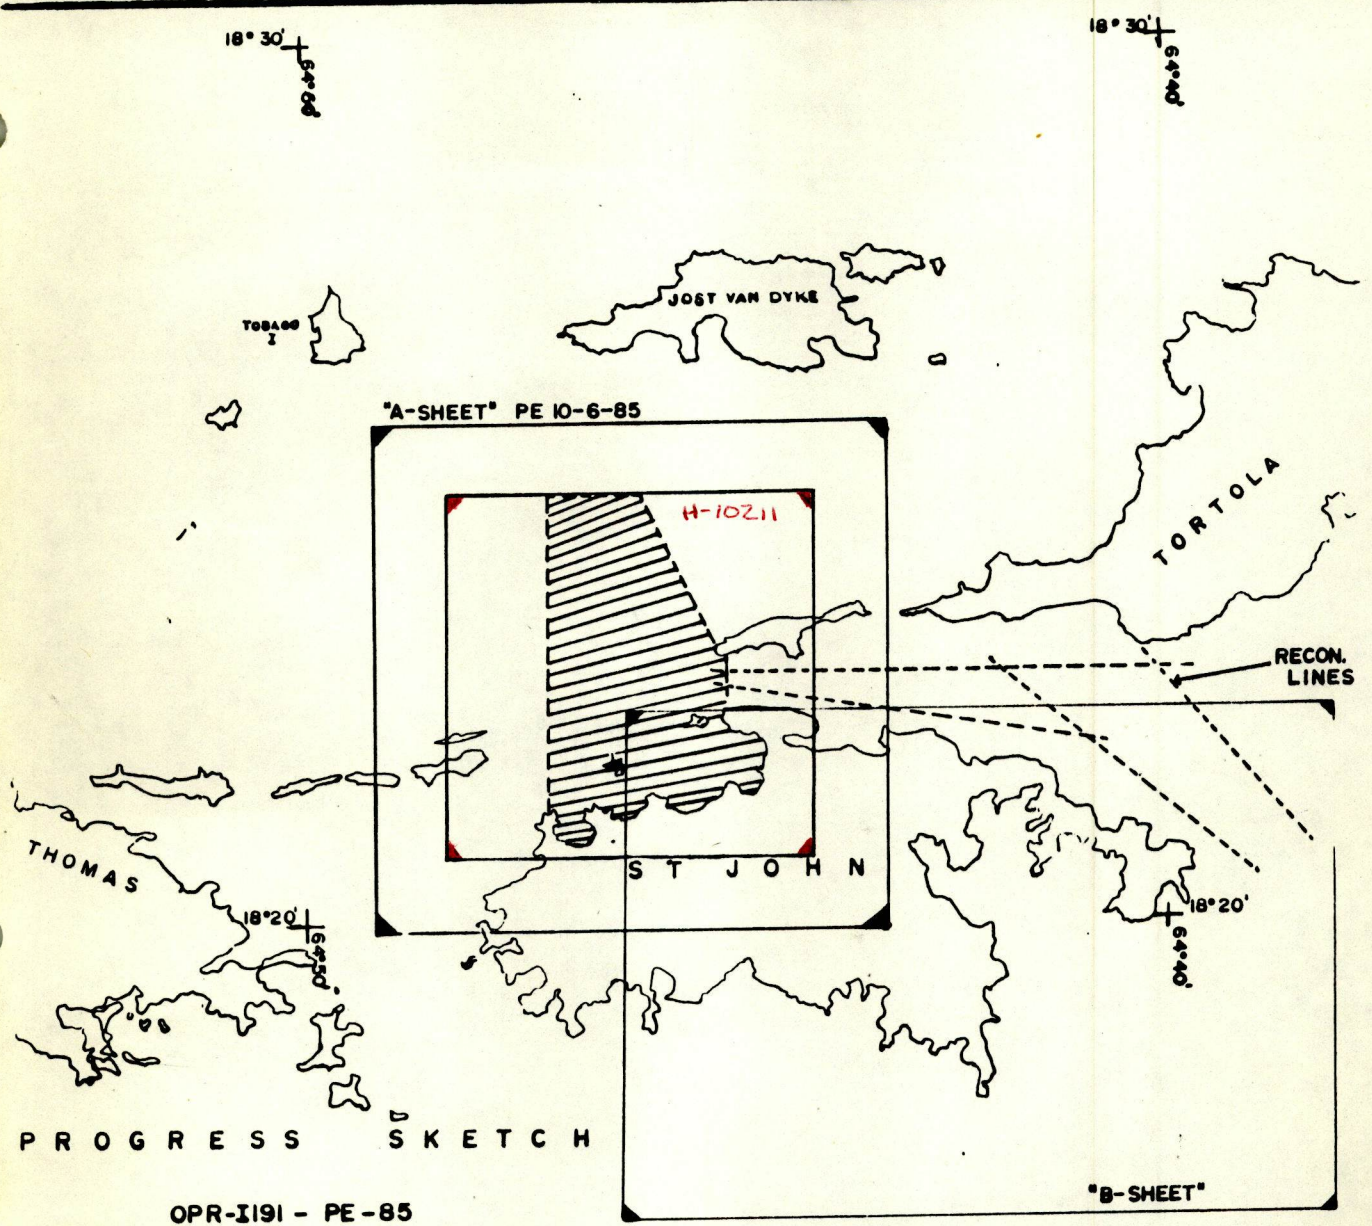 18° 30'
64°50'
18° 30'
64°40'
TOBAGO
I
JOST VAN DYKE
"A-SHEET" PE 10-6-85
H-10211
TORTOLA
RECON.
LINES
THOMAS
ST JOHN
18°20'
64°50'
18°20'
64°40'
PROGRESS SKETCH
"B-SHEET"
OPR-I191 - PE-85